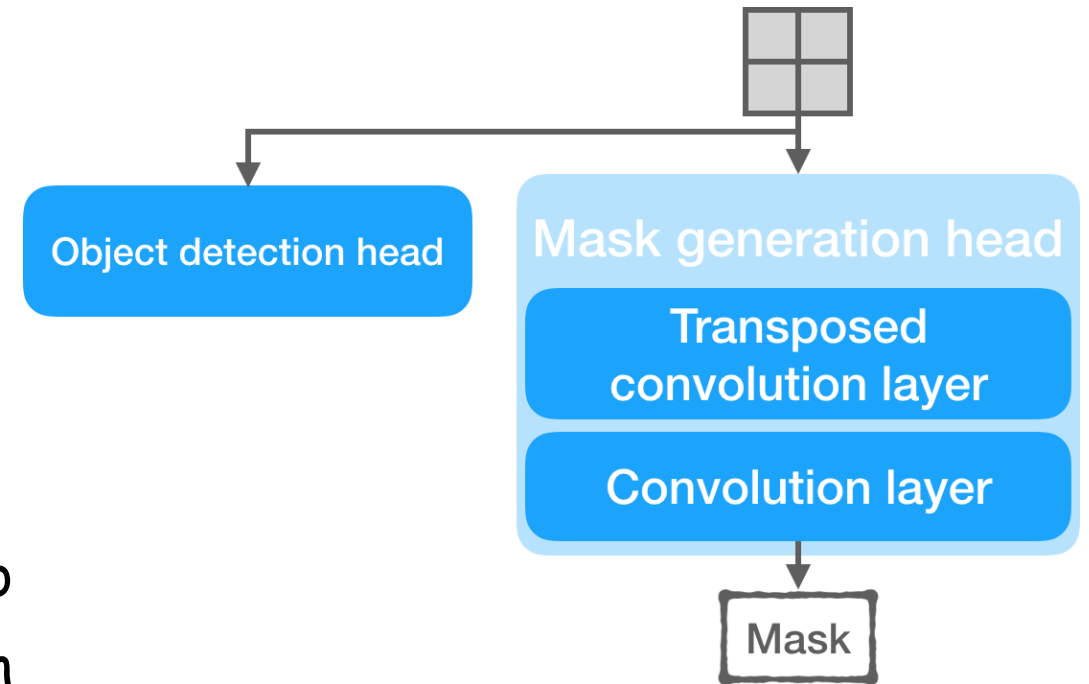 Object detection head
Mask generation head
Transposed
convolution layer
Convolution layer
Mask